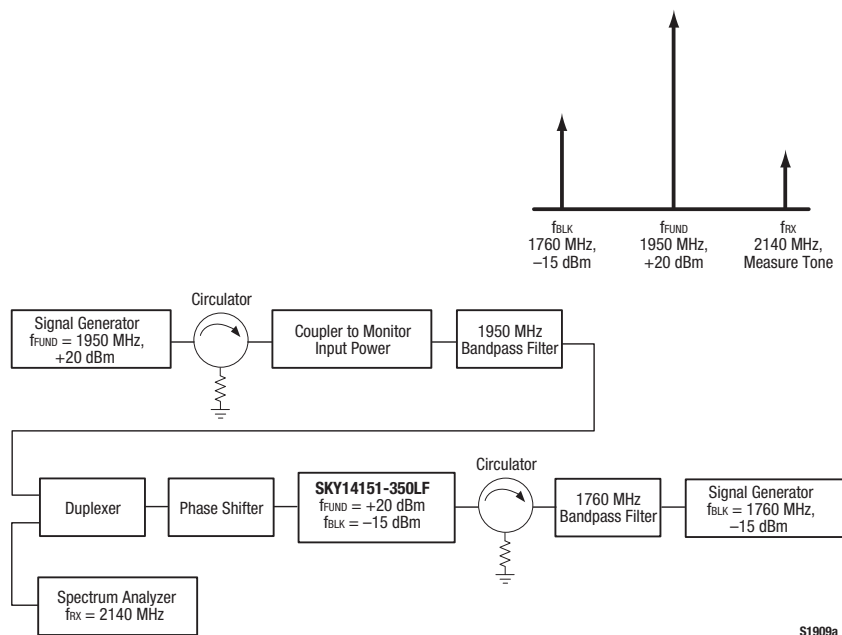 fBLK
1760 MHz,
–15 dBm
fFUND
1950 MHz,
+20 dBm
fRX
2140 MHz,
Measure Tone
Signal Generator
fFUND = 1950 MHz,
+20 dBm
Circulator
Coupler to Monitor
Input Power
1950 MHz
Bandpass Filter
Duplexer
Phase Shifter
SKY14151-350LF
fFUND = +20 dBm
fBLK = –15 dBm
Circulator
1760 MHz
Bandpass Filter
Signal Generator
fBLK = 1760 MHz,
–15 dBm
Spectrum Analyzer
fRX = 2140 MHz
S1909a